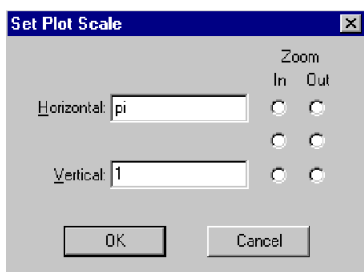 Set Plot Scale
Zoom
In Out
Horizontal: pi
Vertical: 1
OK Cancel